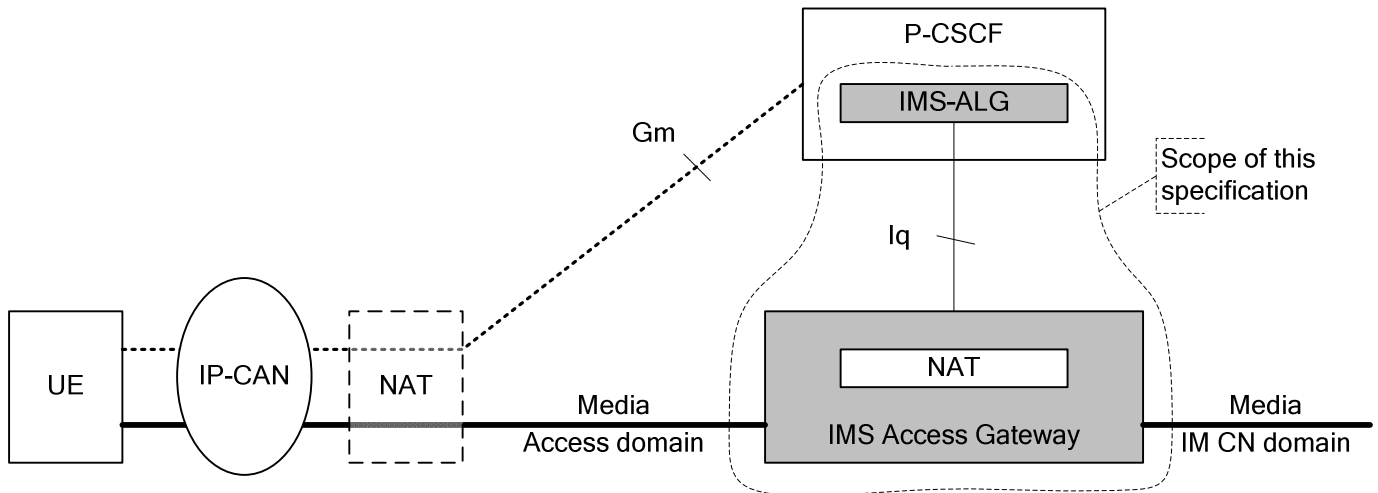 P-CSCF
IMS-ALG
Gm
Scope of this
specification
Iq
UE
IP-CAN
NAT
NAT
Media
Access domain
IMS Access Gateway
Media
IM CN domain